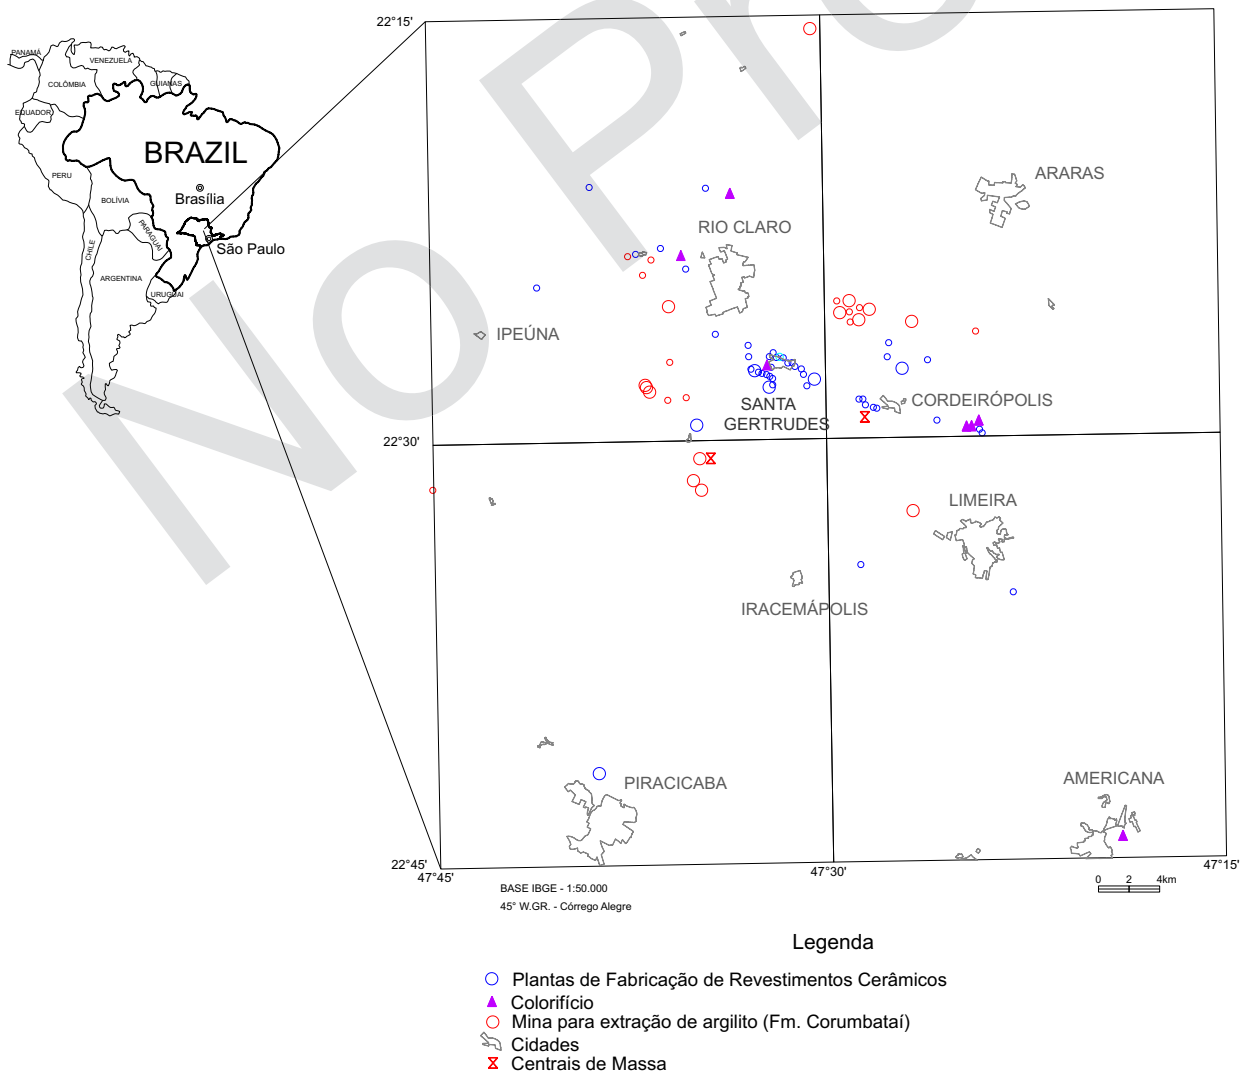 No Pro
22°15'
PANAMÁ
VENEZUELA
COLÔMBIA
GUIANAS
EQUADOR
BRAZIL
ARARAS
PERU
Brasília
BOLÍVIA
RIO CLARO
PARAGUAI
São Paulo
CHILE
ARGENTINA
URUGUAI
IPEÚNA
SANTA
GERTRUDES
CORDEIRÓPOLIS
22°30'
LIMEIRA
IRACEMÁPOLIS
PIRACICABA
AMERICANA
22°45'
47°45'
47°30'
47°15'
BASE IBGE - 1:50.000
45° W.GR. - Córrego Alegre
0 2 4km
Legenda
Plantas de Fabricação de Revestimentos Cerâmicos
Colorifício
Mina para extração de argilito (Fm. Corumbataí)
Cidades
Centrais de Massa